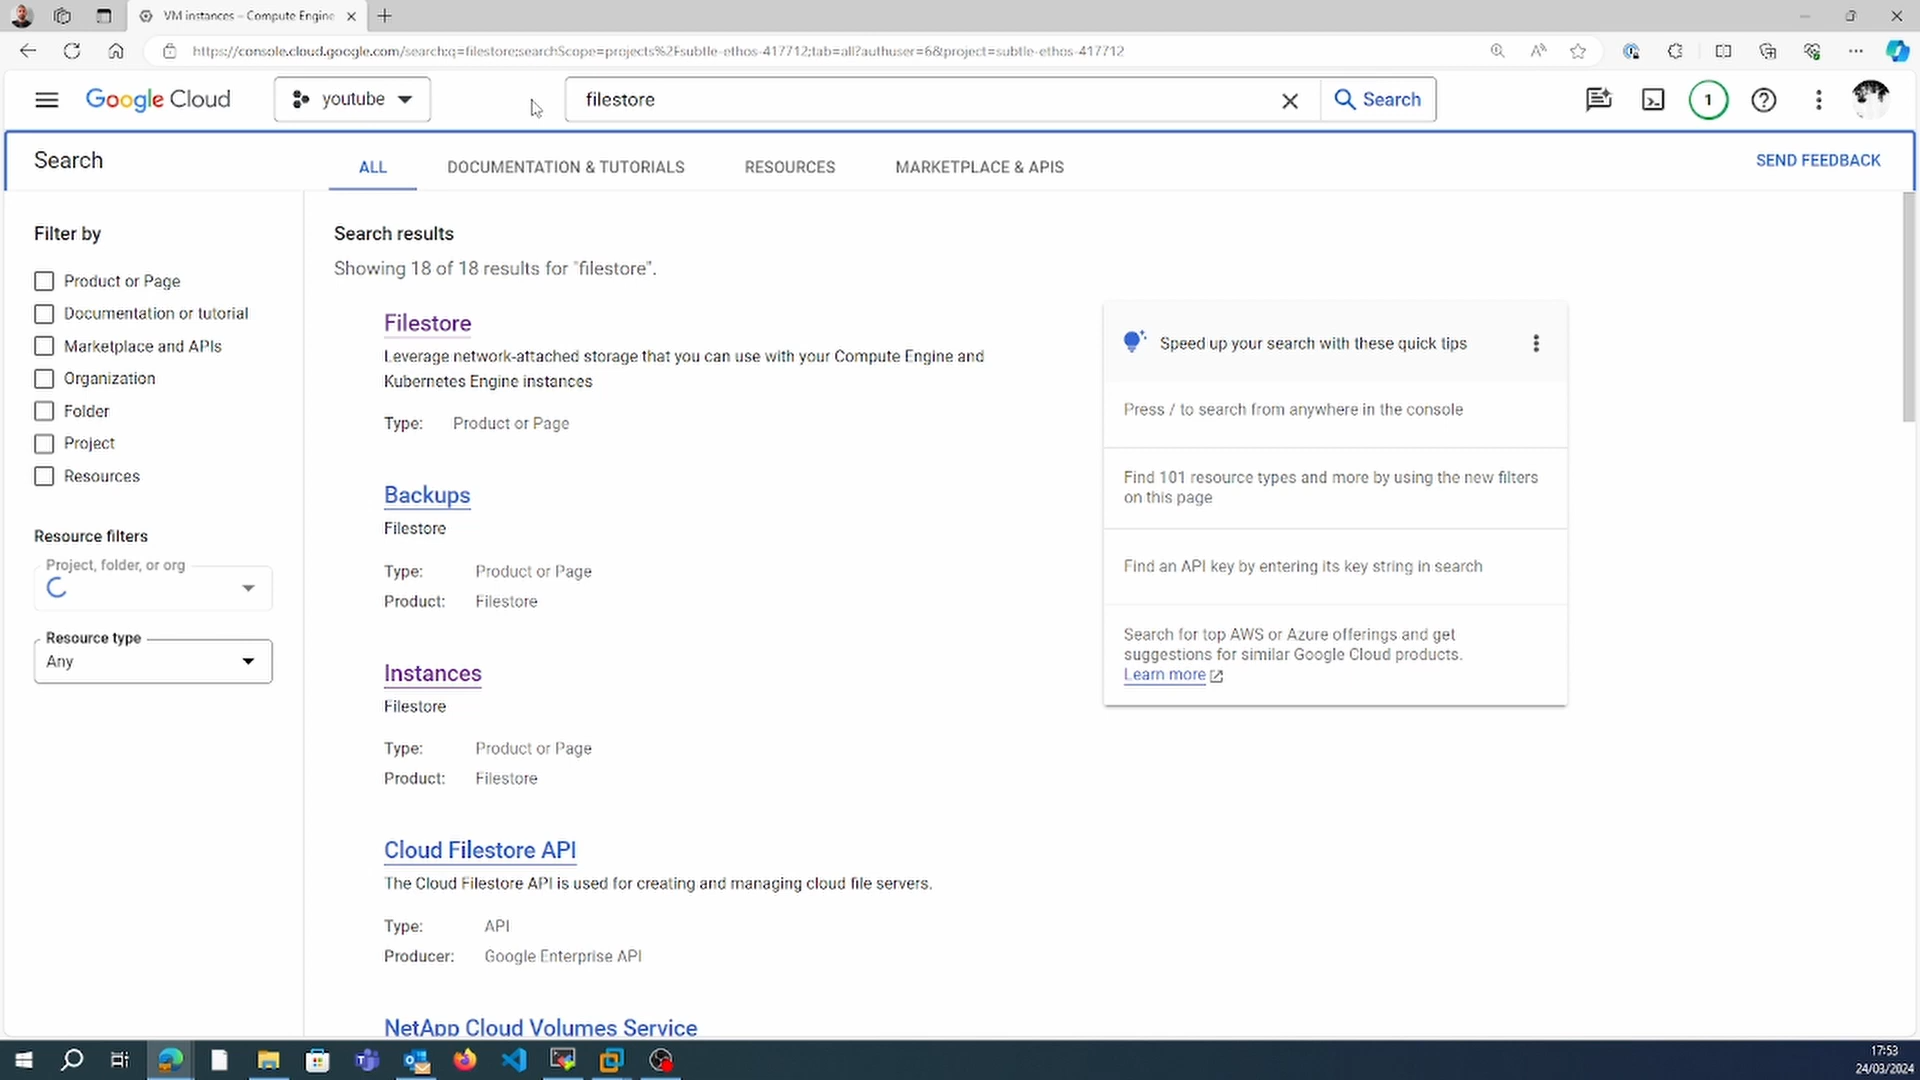 VM instances – Compute Engine
https://console.cloud.google.com/search;q=filestore;searchScope=projects%2Fsubtle-ethos-417712;tab=all?authuser=6&project=subtle-ethos-417712
Google Cloud
youtube
filestore
Search
1
Search
ALL
DOCUMENTATION & TUTORIALS
RESOURCES
MARKETPLACE & APIS
SEND FEEDBACK
Filter by
Product or Page
Documentation or tutorial
Marketplace and APIs
Organization
Folder
Project
Resources
Resource filters
Project, folder, or org
Resource type
Any
Search results
Showing 18 of 18 results for "filestore".
Filestore
Leverage network-attached storage that you can use with your Compute Engine and
Kubernetes Engine instances
Type: Product or Page
Backups
Filestore
Type: Product or Page
Product: Filestore
Instances
Filestore
Type: Product or Page
Product: Filestore
Cloud Filestore API
The Cloud Filestore API is used for creating and managing cloud file servers.
Type: API
Producer: Google Enterprise API
NetApp Cloud Volumes Service
Speed up your search with these quick tips
Press / to search from anywhere in the console
Find 101 resource types and more by using the new filters
on this page
Find an API key by entering its key string in search
Search for top AWS or Azure offerings and get
suggestions for similar Google Cloud products.
Learn more
17:53
24/03/2024